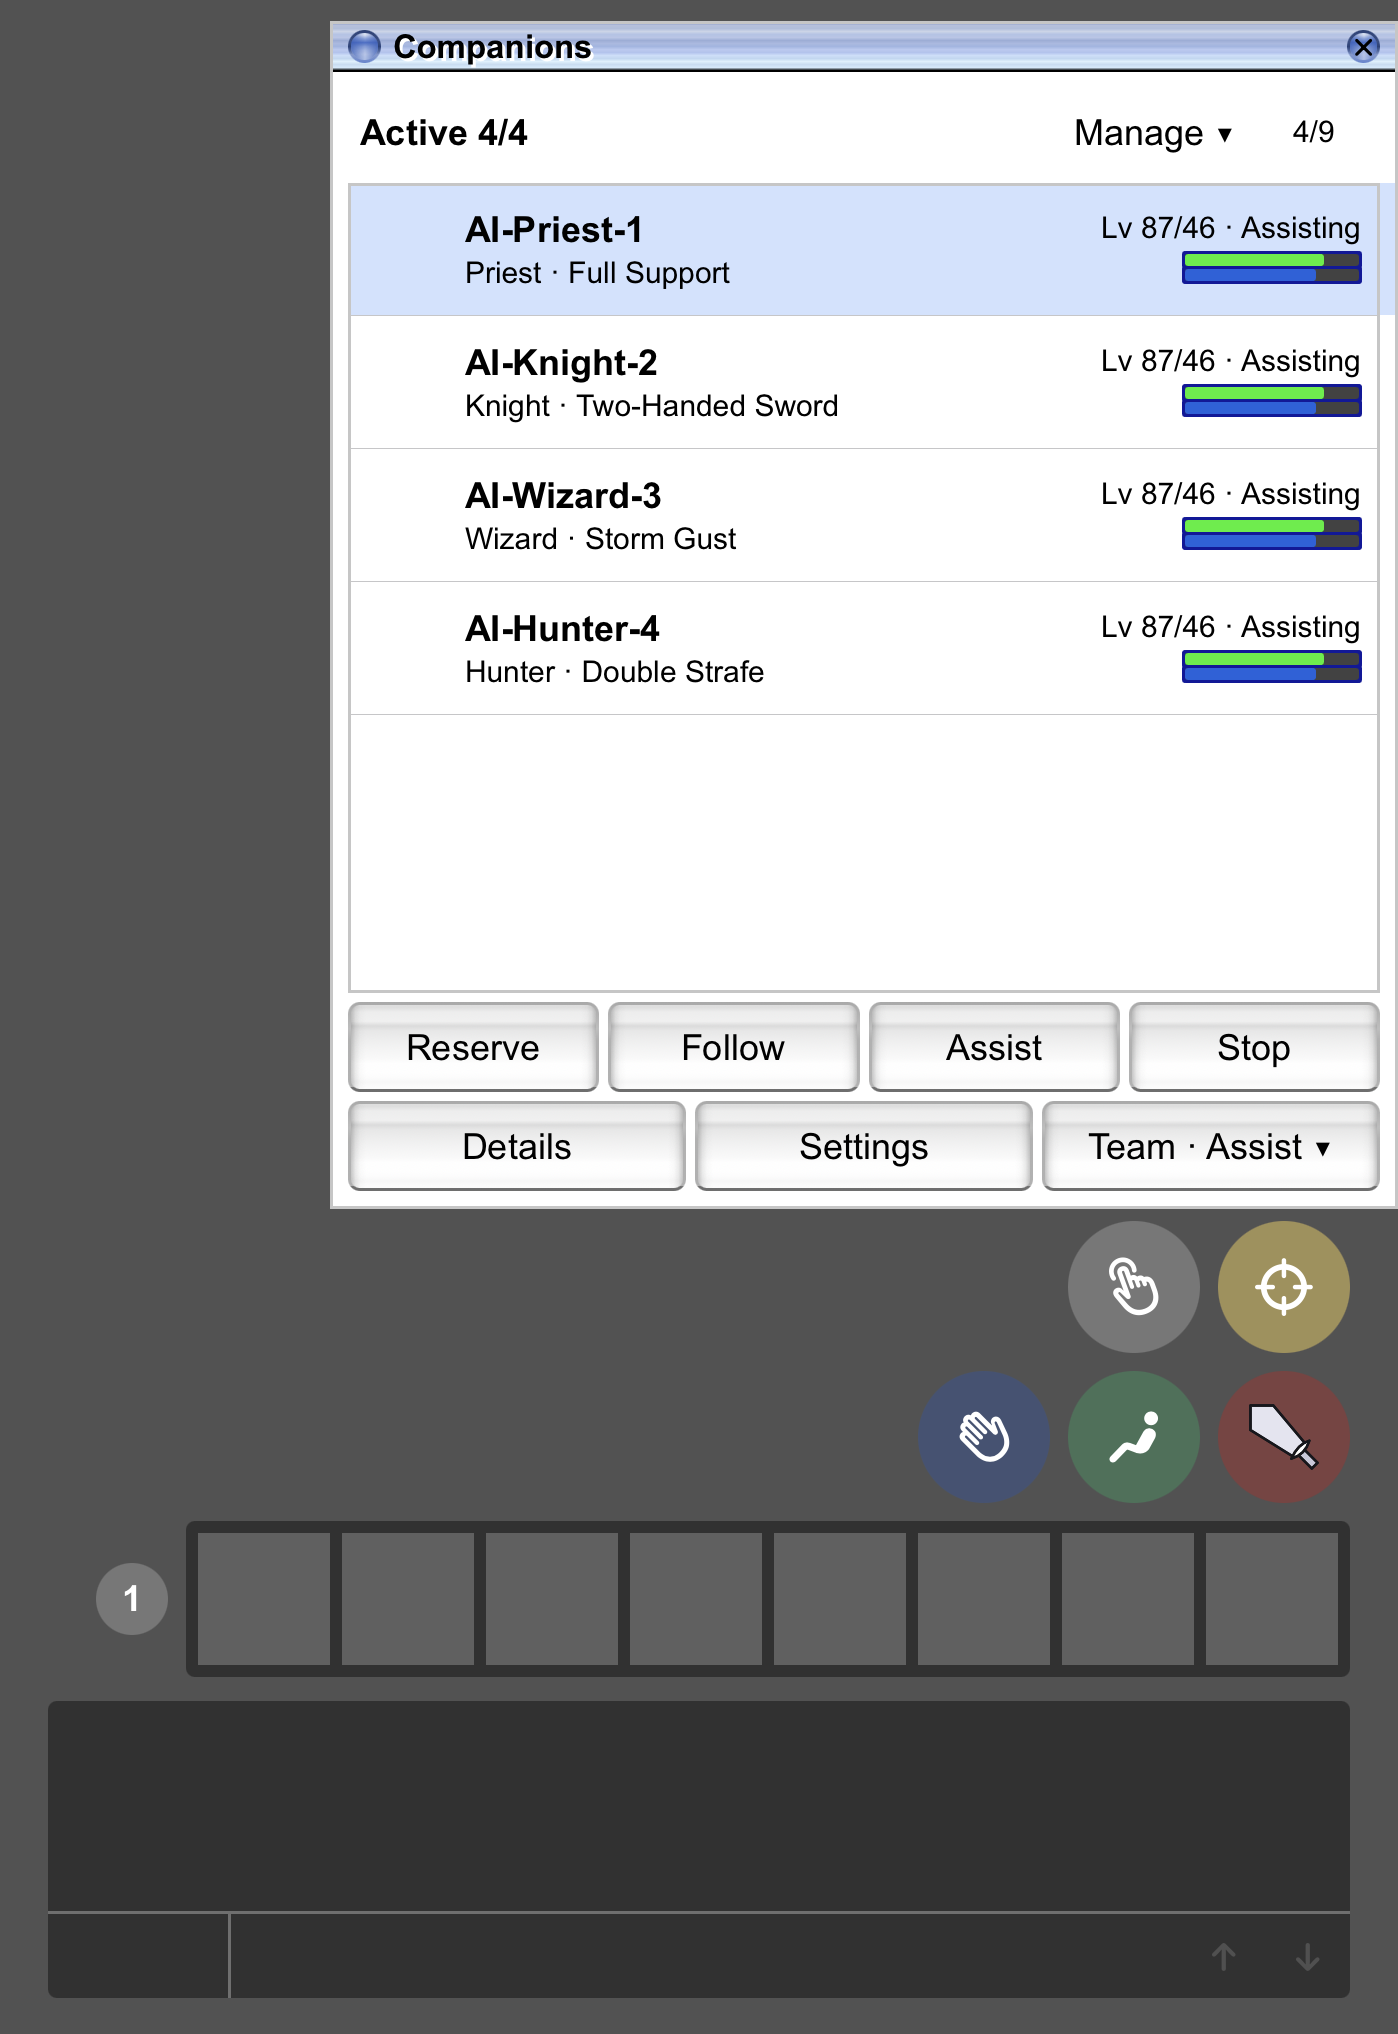 Companions
Active 4/4
Manage ▼
4/9
AI-Priest-1
Lv 87/46 · Assisting
Priest · Full Support
AI-Knight-2
Lv 87/46 · Assisting
Knight · Two-Handed Sword
AI-Wizard-3
Lv 87/46 · Assisting
Wizard · Storm Gust
AI-Hunter-4
Lv 87/46 · Assisting
Hunter · Double Strafe
Reserve
Follow
Assist
Stop
Details
Settings
Team · Assist ▼
1